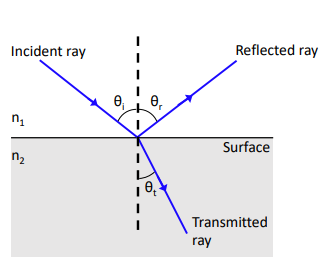 Incident ray
Reflected ray
θi
θr
n1
Surface
n2
θt
Transmitted
ray